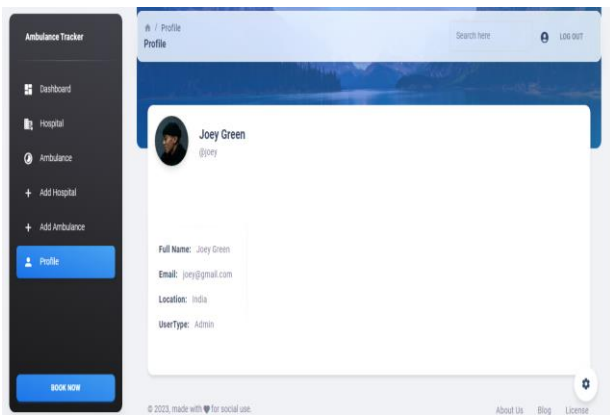 Ambulance Tracker
Dashboard
Hospital
Ambulance
Add Hospital
Add Ambulance
Profile
BOOK NOW
/ Profile
Profile
Search here
LOG OUT
Joey Green
@joey
Full Name: Joey Green
Email: joey@gmail.com
Location: India
UserType: Admin
© 2023, made with for social use.
About Us Blog License